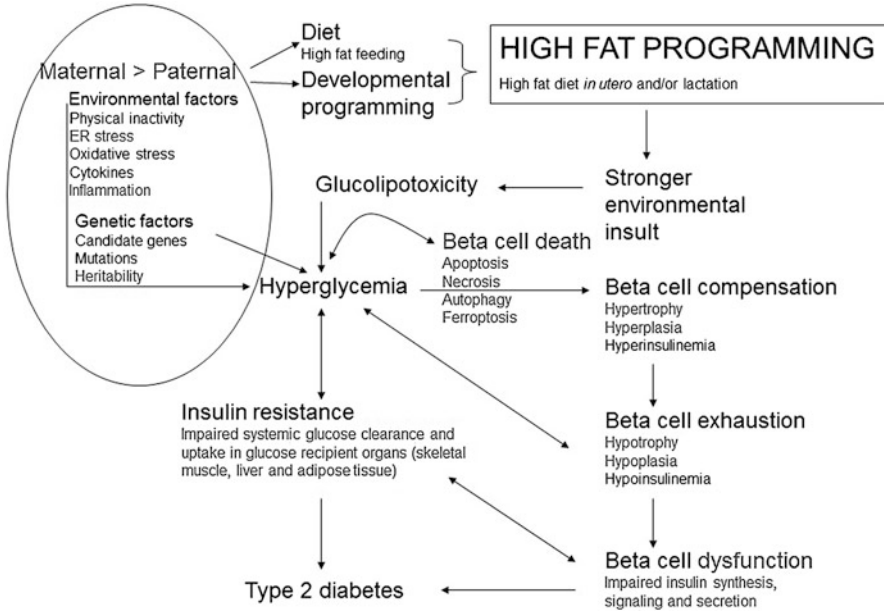 Maternal > Paternal
Environmental factors
Physical inactivity
ER stress
Oxidative stress
Cytokines
Inflammation
Genetic factors
Candidate genes
Mutations
Heritability
Diet
High fat feeding
Developmental
programming
HIGH FAT PROGRAMMING
High fat diet in utero and/or lactation
Stronger
environmental
insult
Glucolipotoxicity
Hyperglycemia
Beta cell death
Apoptosis
Necrosis
Autophagy
Ferroptosis
Beta cell compensation
Hypertrophy
Hyperplasia
Hyperinsulinemia
Insulin resistance
Impaired systemic glucose clearance and
uptake in glucose recipient organs (skeletal
muscle, liver and adipose tissue)
Beta cell exhaustion
Hypotrophy
Hypoplasia
Hypoinsulinemia
Beta cell dysfunction
Impaired insulin synthesis,
signaling and secretion
Type 2 diabetes